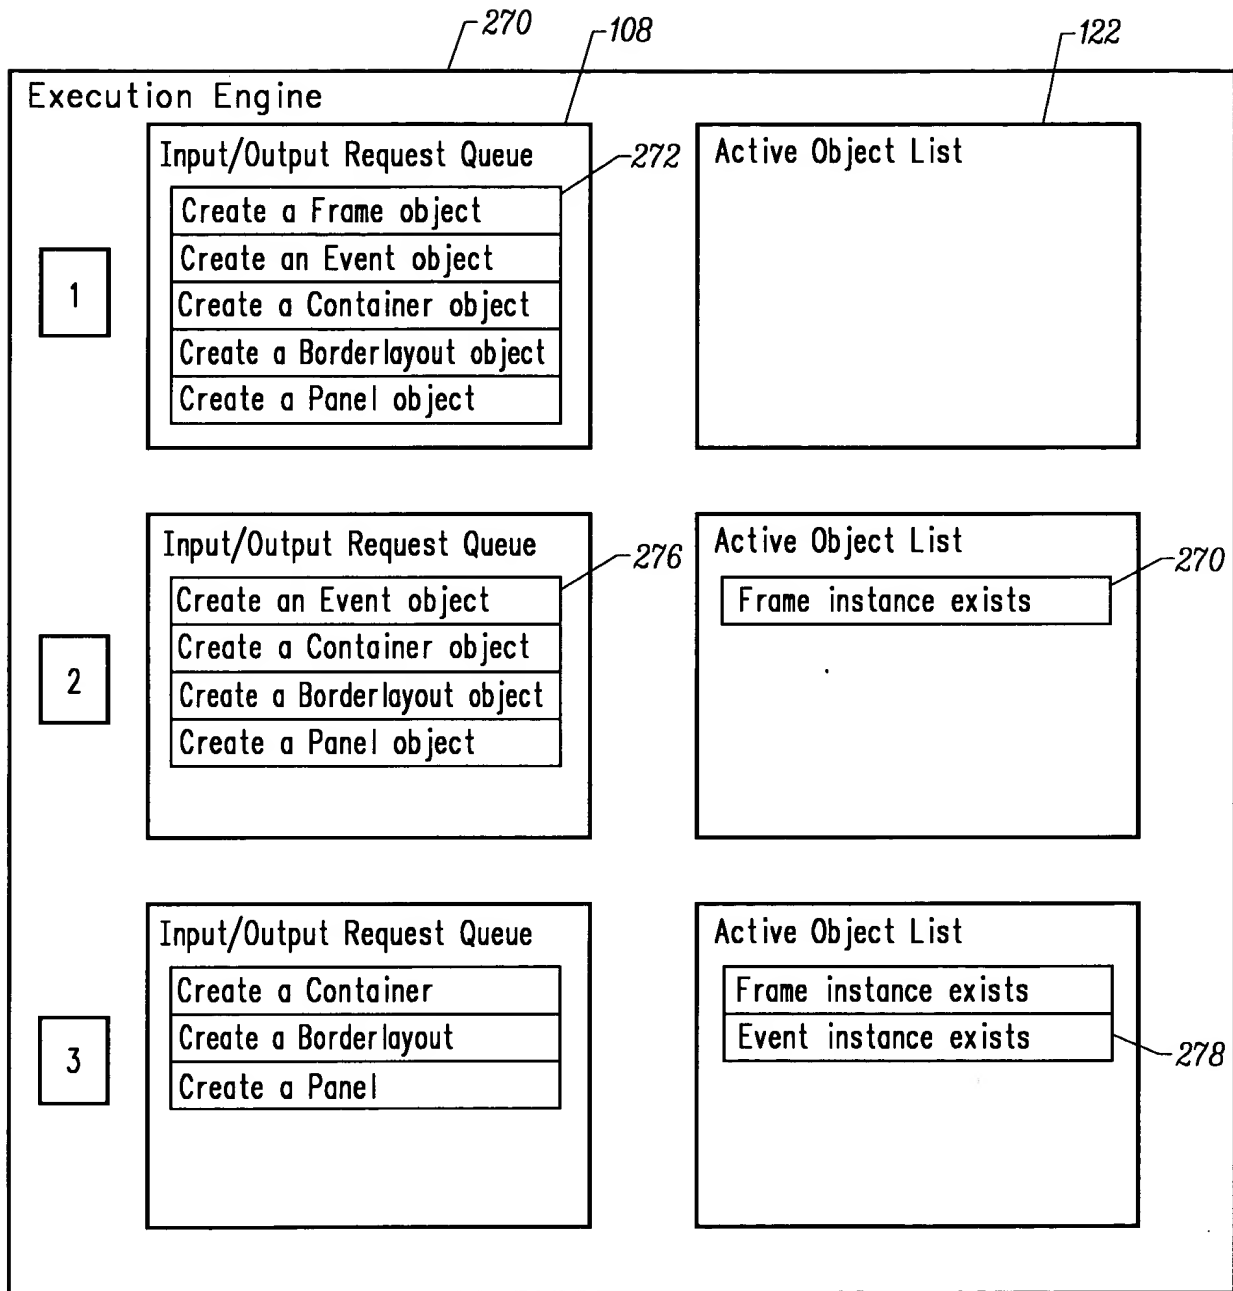 270
108
122
Execution Engine
Input/Output Request Queue
272
Active Object List
Create a Frame object
Create an Event object
1
Create a Container object
Create a Borderlayout object
Create a Panel object
Input/Output Request Queue
276
Active Object List
270
Create an Event object
Frame instance exists
Create a Container object
2
Create a Borderlayout object
Create a Panel object
Input/Output Request Queue
Active Object List
Create a Container
Frame instance exists
Create a Borderlayout
Event instance exists
278
3
Create a Panel